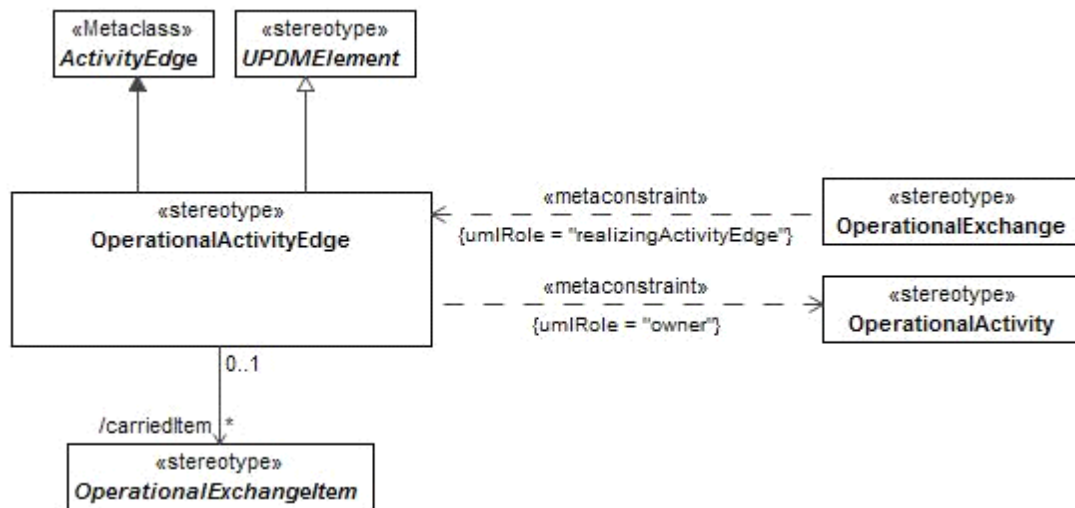 «Metaclass»
ActivityEdge
«stereotype»
UPDMElement
«stereotype»
OperationalActivityEdge
«metaconstraint»
{umlRole = "realizingActivityEdge"}
«stereotype»
OperationalExchange
«metaconstraint»
{umlRole = "owner"}
«stereotype»
OperationalActivity
0..1
/carriedItem
*
«stereotype»
OperationalExchangeItem